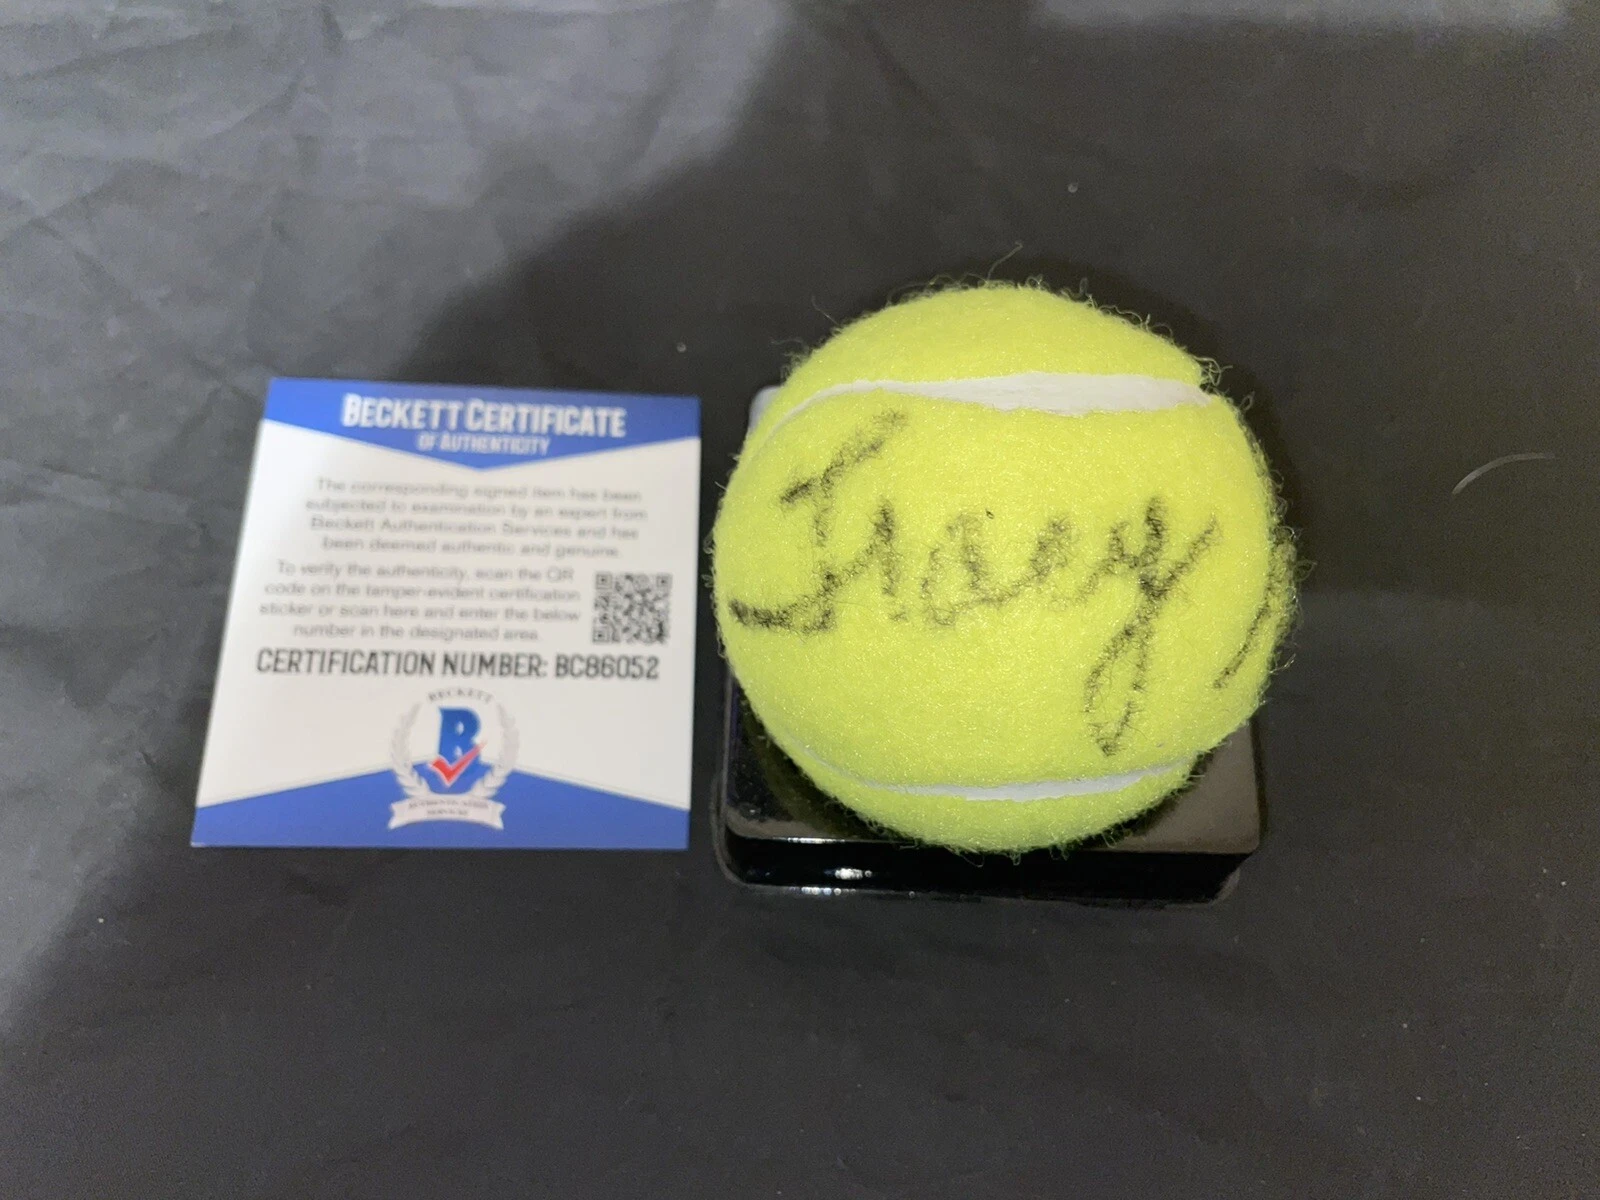 BECKETT CERTIFICATE
OF AUTHENTICITY
The corresponding signed item has been
subjected to examination by an expert from
Beckett Authentication Services and has
been deemed authentic and genuine.
To verify the authenticity, scan the QR
code on the tamper-evident certification
sticker or scan here and enter the below
number in the designated area.
CERTIFICATION NUMBER: BC86052
BECKETT
B
AUTHENTICATION
SERVICES
Tracy